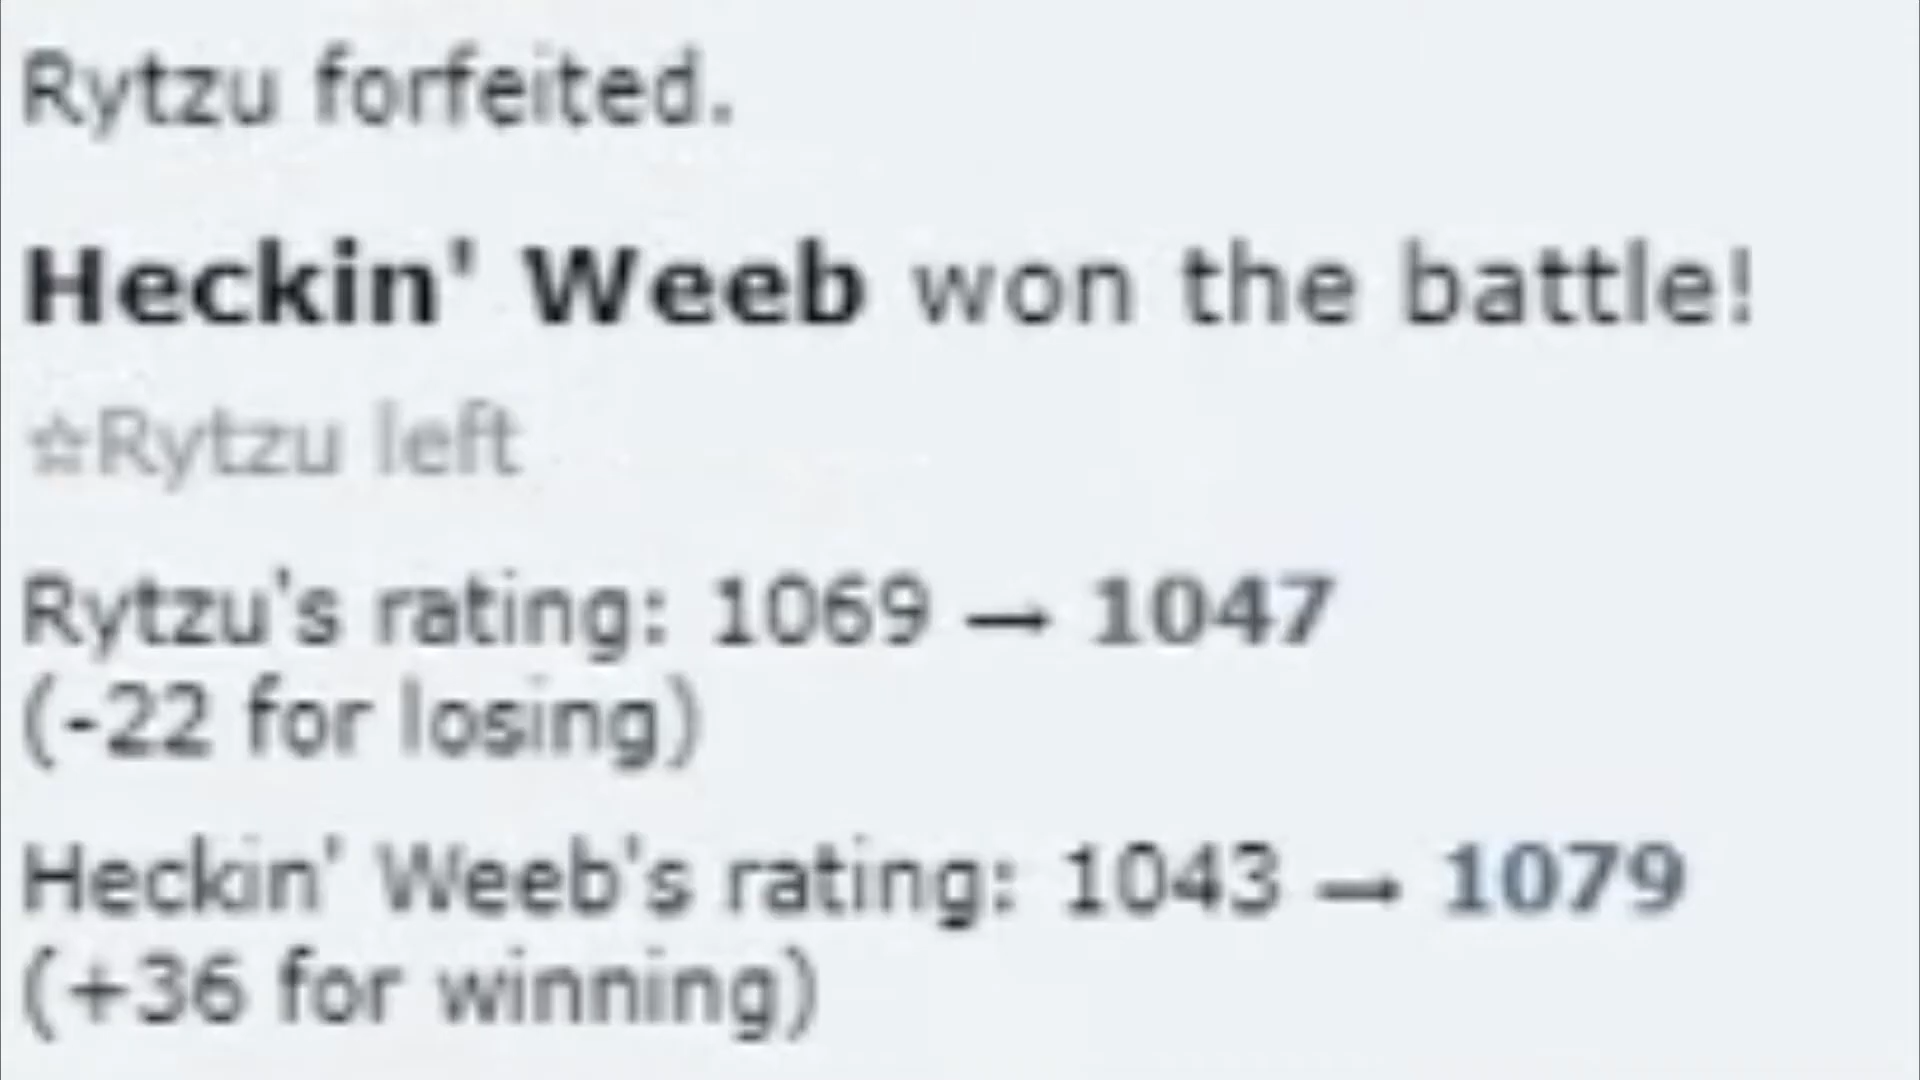 Rytzu forfeited.
Heckin' Weeb won the battle!
☆Rytzu left
Rytzu's rating: 1069 → 1047
(-22 for losing)
Heckin' Weeb's rating: 1043 → 1079
(+36 for winning)